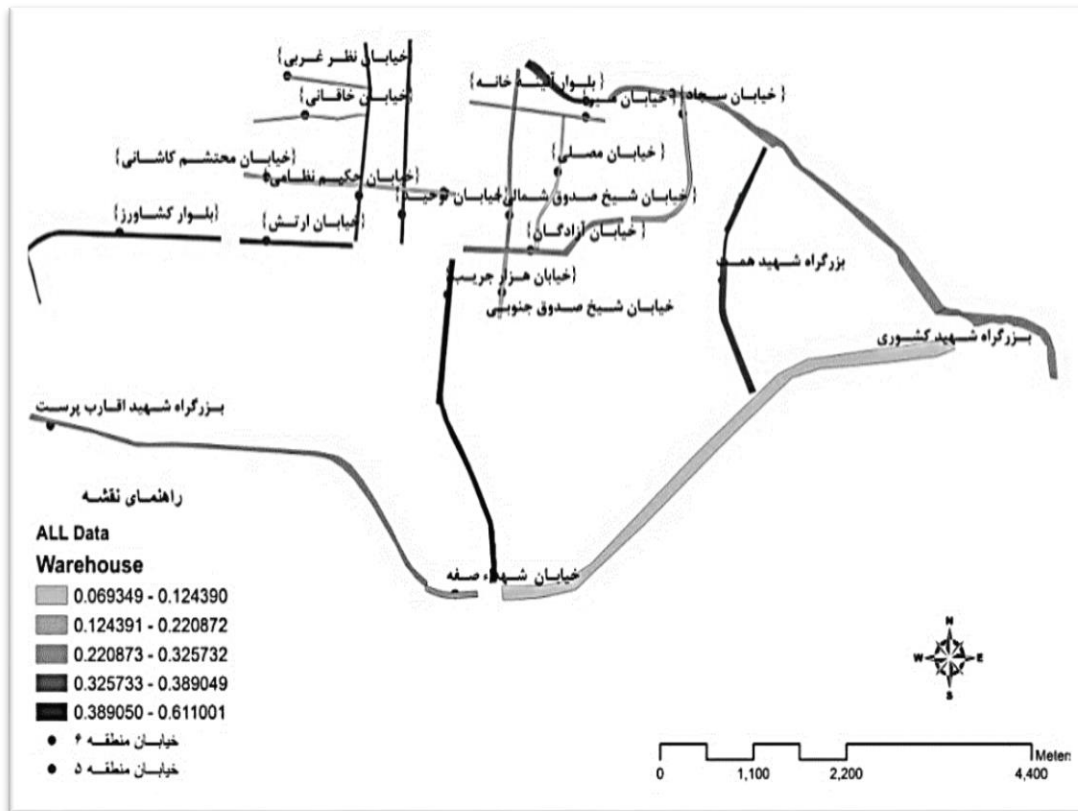 {خیابان نظر غربی}
{بلوار آئینه خانه}
{خیابان سجاد}
{خیابان خاقانی}
{خیابان مصلی}
{خیابان محتشم کاشانی}
{خیابان حکیم نظامی}
{خیابان توحید}
{خیابان شیخ صدوق شمالی}
{بلوار کشاورز}
{خیابان ارتش}
{خیابان آزادگان}
بزرگراه شهید همت
{خیابان هزار جریب}
خیابان شیخ صدوق جنوبی
بزرگراه شهید کشوری
بزرگراه شهید اقارب پرست
خیابان شهداء صفه
راهنمای نقشه
ALL Data
Warehouse
0.069349 - 0.124390
0.124391 - 0.220872
0.220873 - 0.325732
0.325733 - 0.389049
0.389050 - 0.611001
خیابان منطقه ۶
خیابان منطقه ۵
N
W E
S
Meters
0 1,100 2,200 4,400